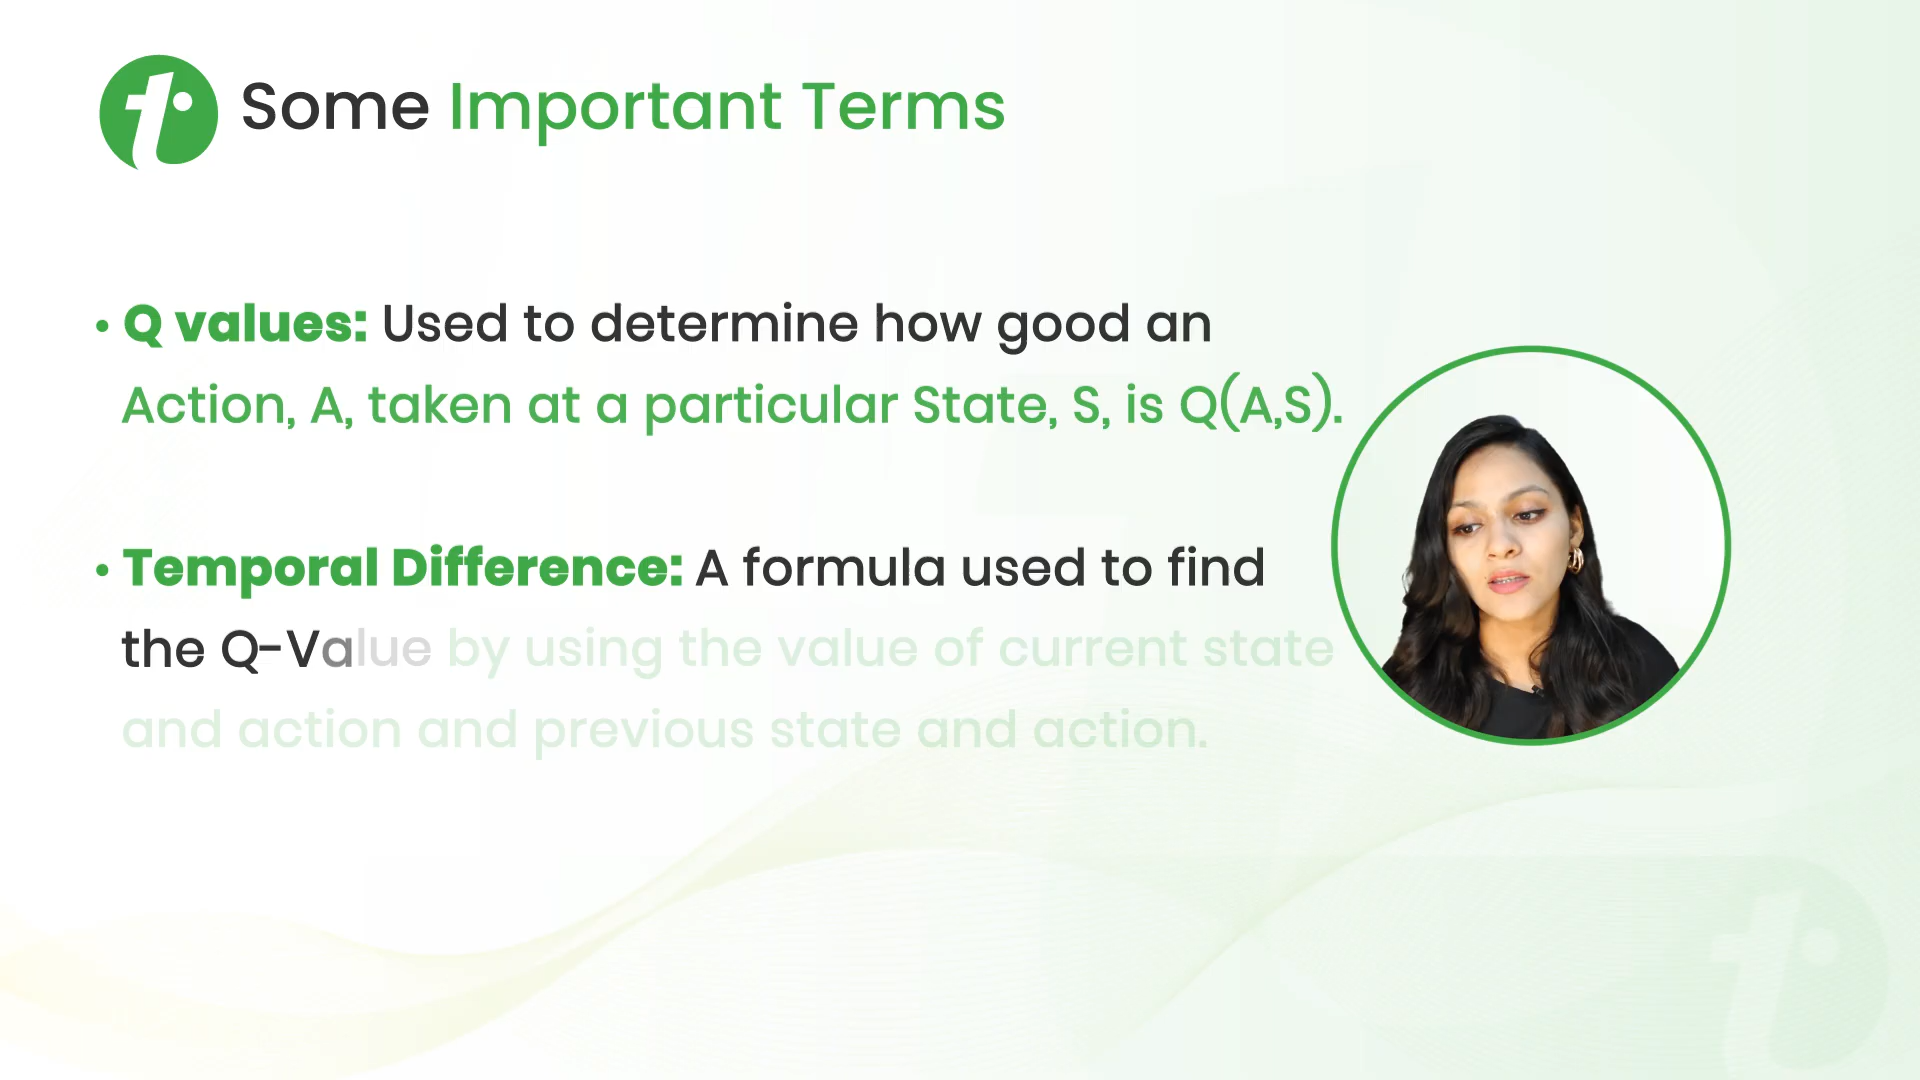 Some Important Terms
• Q values: Used to determine how good an
Action, A, taken at a particular State, S, is Q(A,S).
• Temporal Difference: A formula used to find
the Q-Value by using the value of current state
and action and previous state and action.